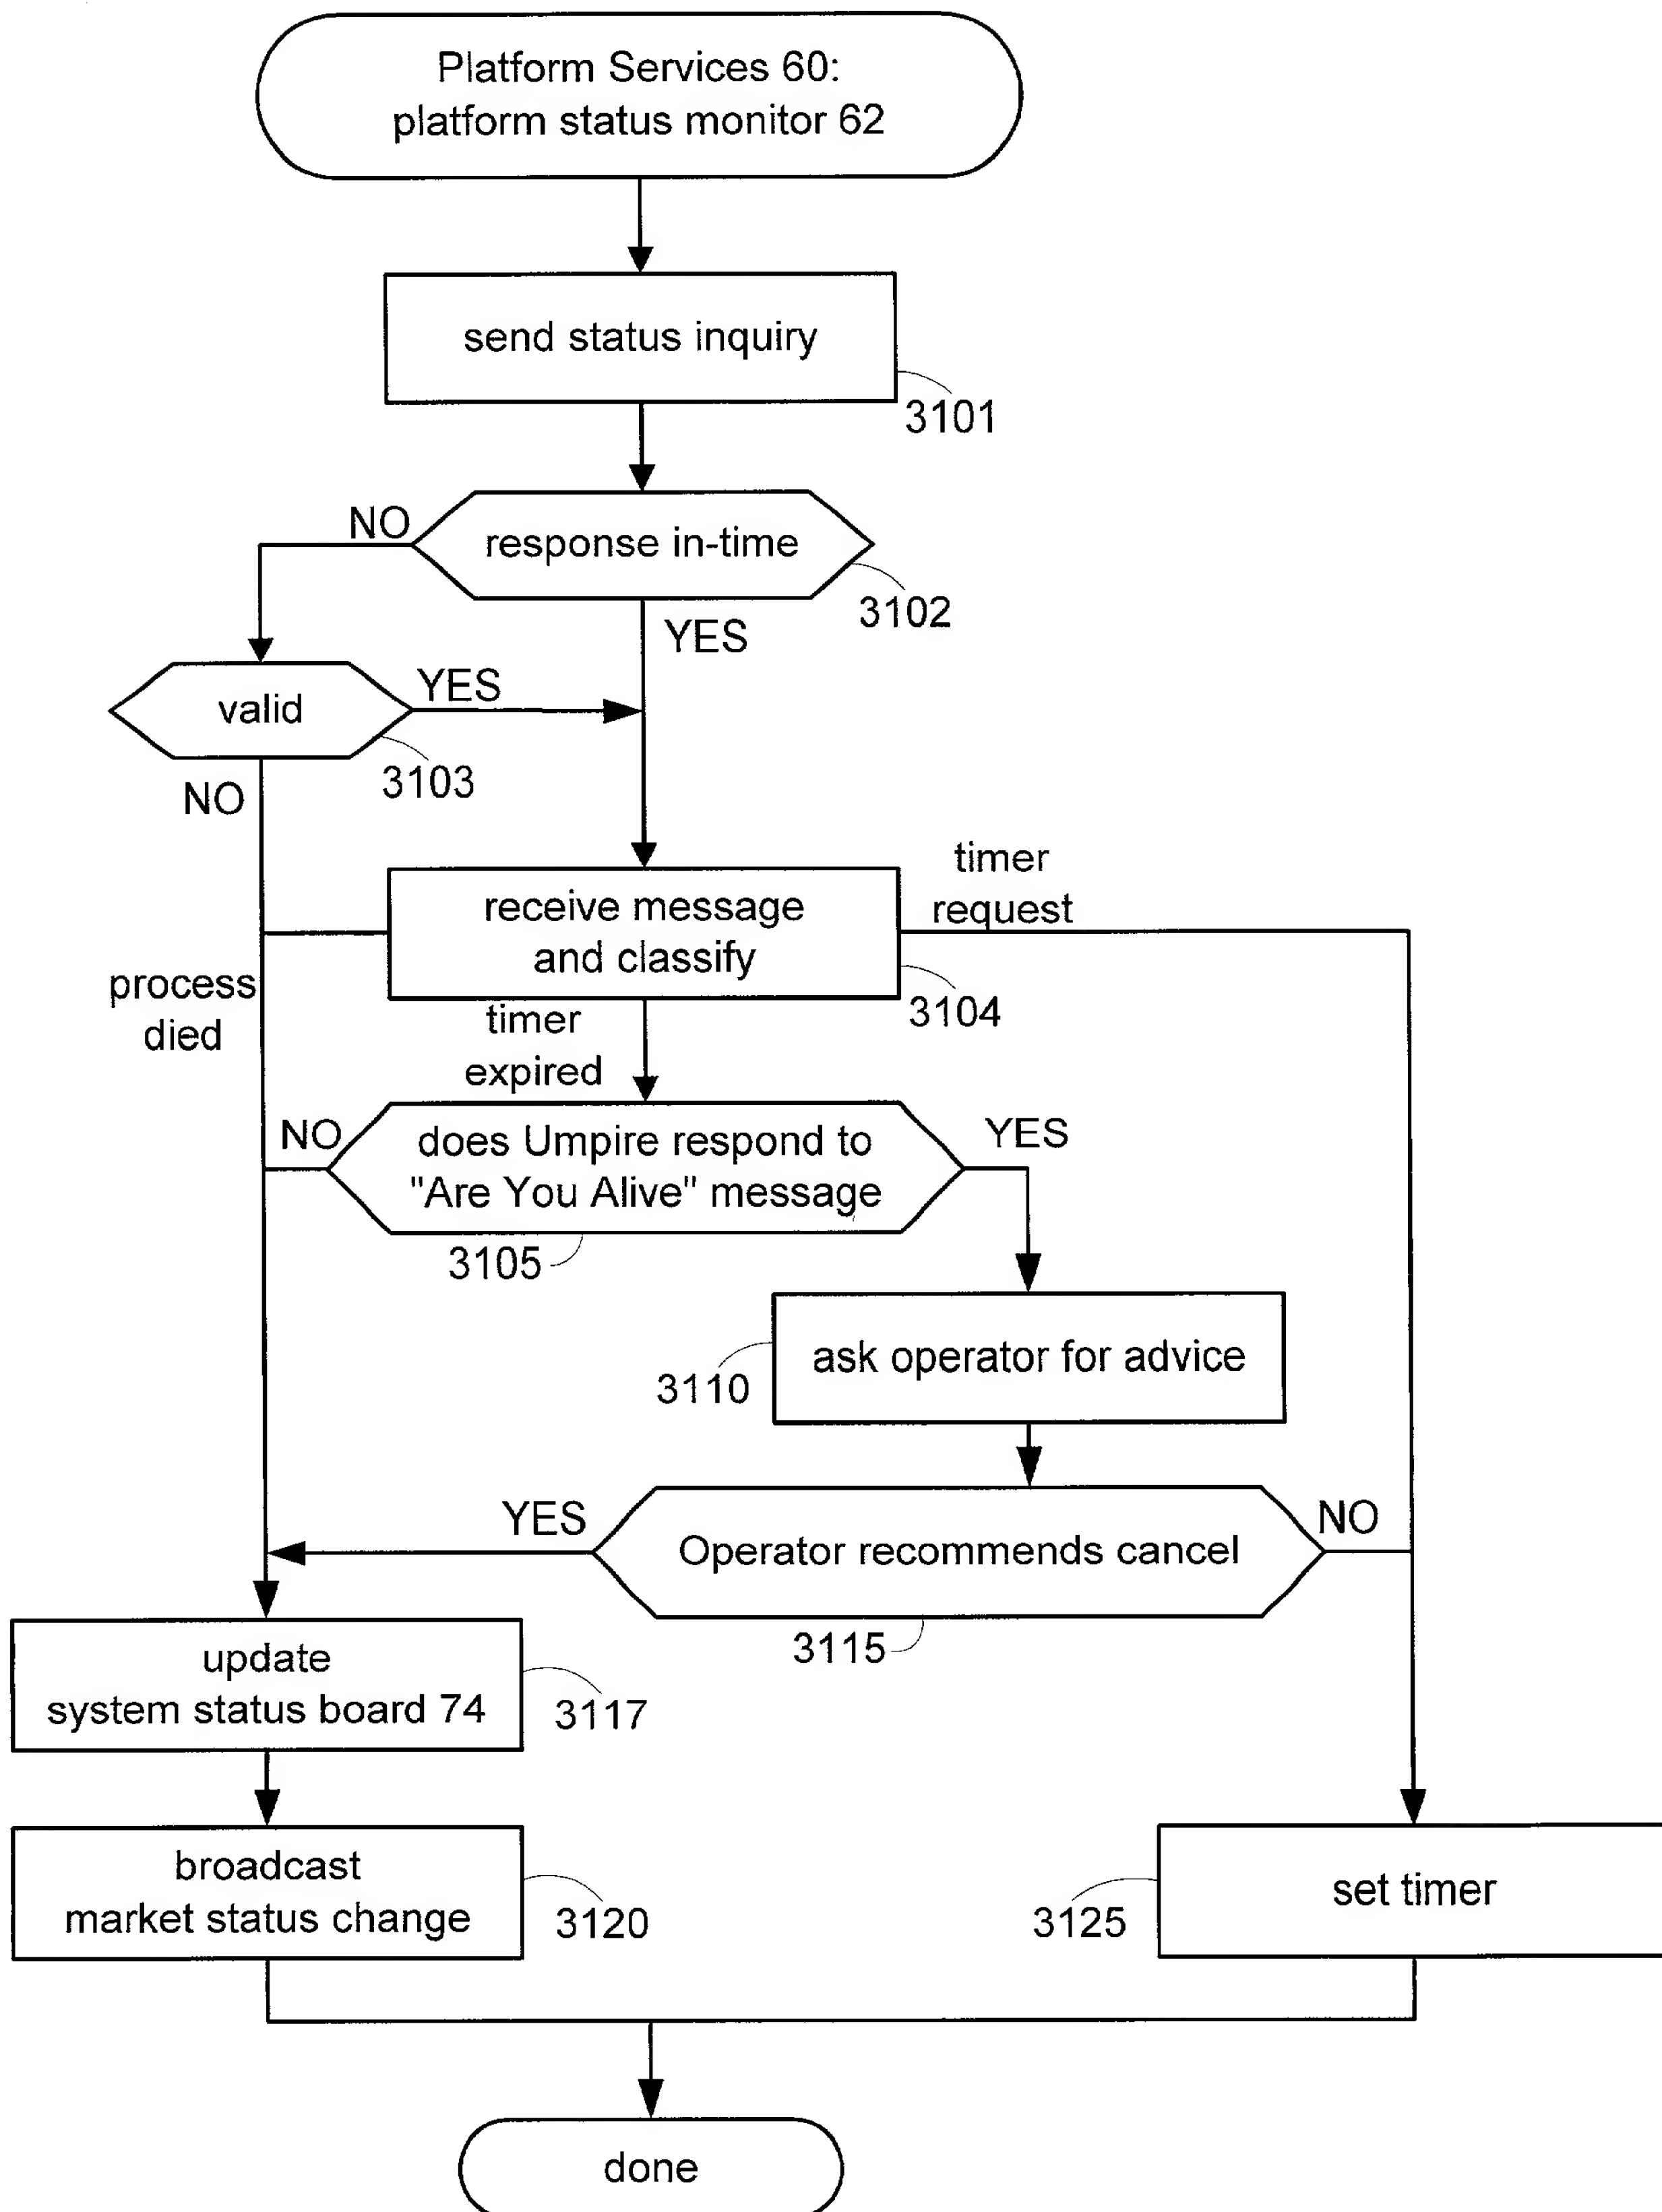 Platform Services 60:
platform status monitor 62
send status inquiry
3101
NO
response in-time
3102
YES
valid
YES
3103
NO
timer
request
receive message
and classify
3104
process
died
timer
expired
NO
does Umpire respond to
"Are You Alive" message
YES
3105
ask operator for advice
3110
YES
Operator recommends cancel
NO
3115
update
system status board 74
3117
broadcast
market status change
3120
set timer
3125
done